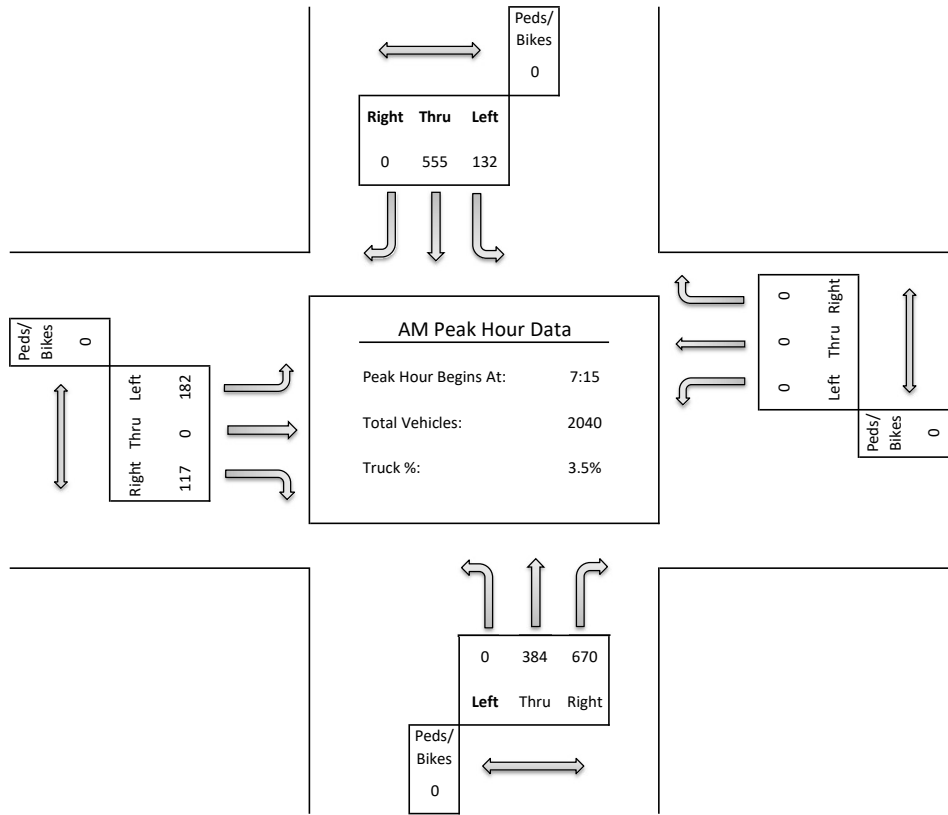 Peds/
Bikes
0
Right Thru Left
0 555 132
Peds/
Bikes
0
Left Thru Right
182 0 117
AM Peak Hour Data
Peak Hour Begins At: 7:15
Total Vehicles: 2040
Truck %: 3.5%
0 0 0
Left Thru Right
Peds/
Bikes
0
0 384 670
Left Thru Right
Peds/
Bikes
0